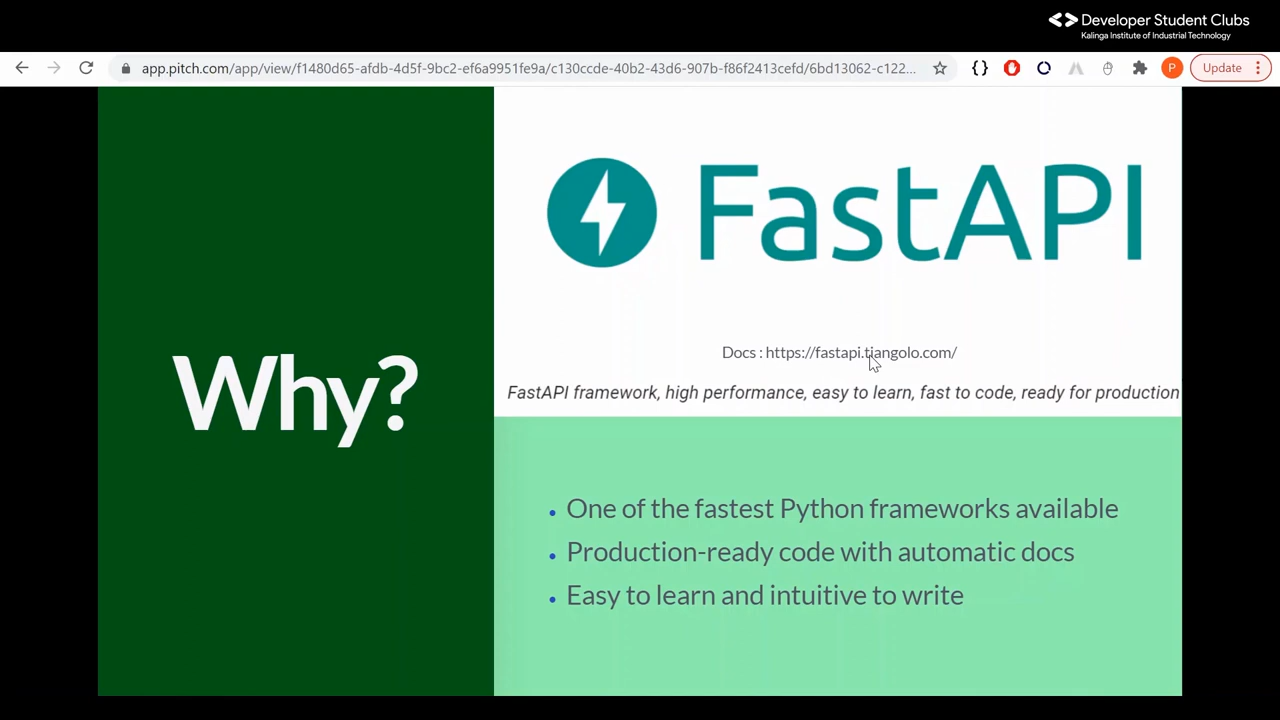 Developer Student Clubs
Kalinga Institute of Industrial Technology
app.pitch.com/app/view/f1480d65-afdb-4d5f-9bc2-ef6a9951fe9a/c130ccde-40b2-43d6-907b-f86f2413cefd/6bd13062-c122...
P
Update
FastAPI
Why?
Docs : https://fastapi.tiangolo.com/
FastAPI framework, high performance, easy to learn, fast to code, ready for production
• One of the fastest Python frameworks available
• Production-ready code with automatic docs
• Easy to learn and intuitive to write